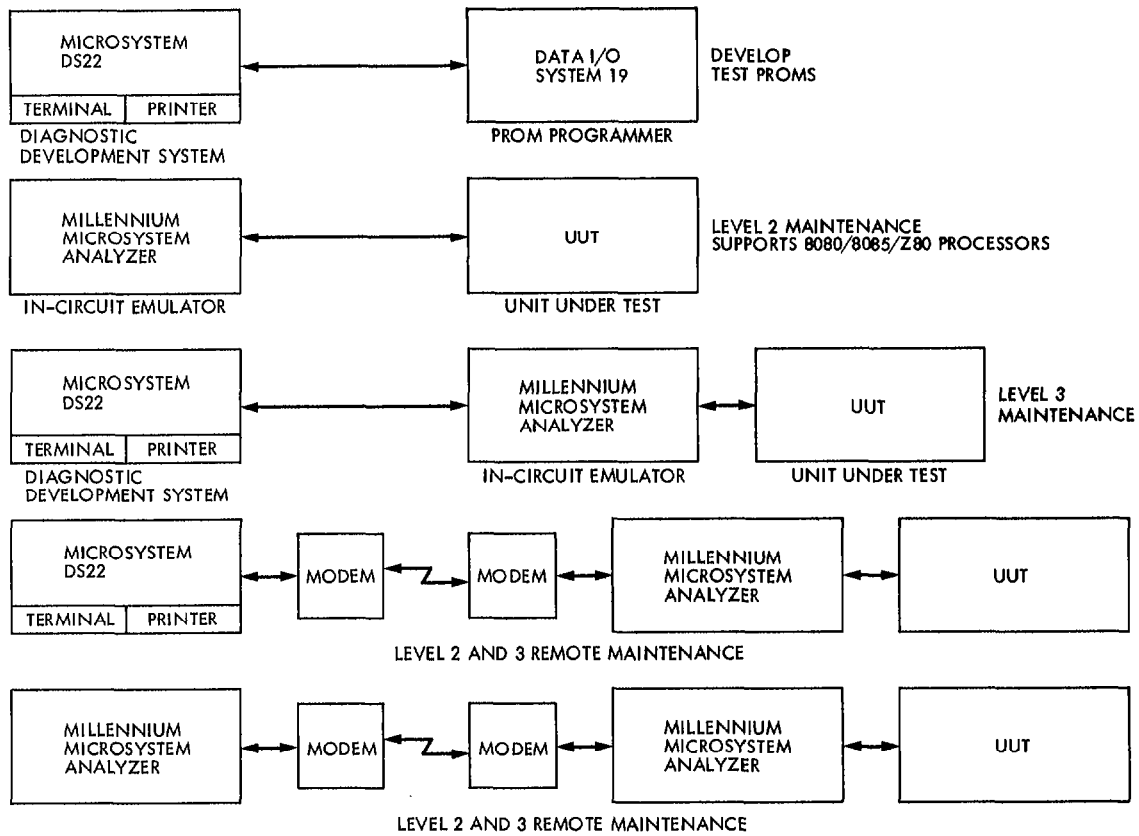 MICROSYSTEM
DS22
TERMINAL PRINTER
DIAGNOSTIC
DEVELOPMENT SYSTEM
DATA I/O
SYSTEM 19
PROM PROGRAMMER
DEVELOP
TEST PROMS
MILLENNIUM
MICROSYSTEM
ANALYZER
IN-CIRCUIT EMULATOR
UUT
UNIT UNDER TEST
LEVEL 2 MAINTENANCE
SUPPORTS 8080/8085/Z80 PROCESSORS
MICROSYSTEM
DS22
TERMINAL PRINTER
DIAGNOSTIC
DEVELOPMENT SYSTEM
MILLENNIUM
MICROSYSTEM
ANALYZER
IN-CIRCUIT EMULATOR
UUT
UNIT UNDER TEST
LEVEL 3
MAINTENANCE
MICROSYSTEM
DS22
TERMINAL PRINTER
MODEM
MODEM
MILLENNIUM
MICROSYSTEM
ANALYZER
UUT
LEVEL 2 AND 3 REMOTE MAINTENANCE
MILLENNIUM
MICROSYSTEM
ANALYZER
MODEM
MODEM
MILLENNIUM
MICROSYSTEM
ANALYZER
UUT
LEVEL 2 AND 3 REMOTE MAINTENANCE